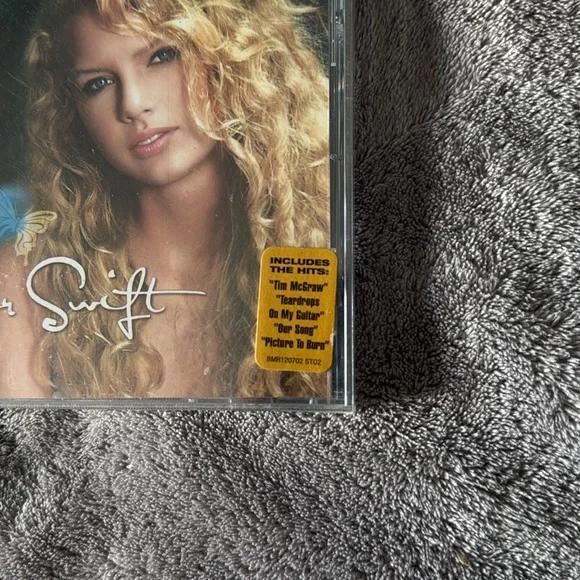 r Swift
INCLUDES
THE HITS:
"Tim McGraw"
"Teardrops
On My Guitar"
"Our Song"
"Picture To Burn"
BMR120702 ST02